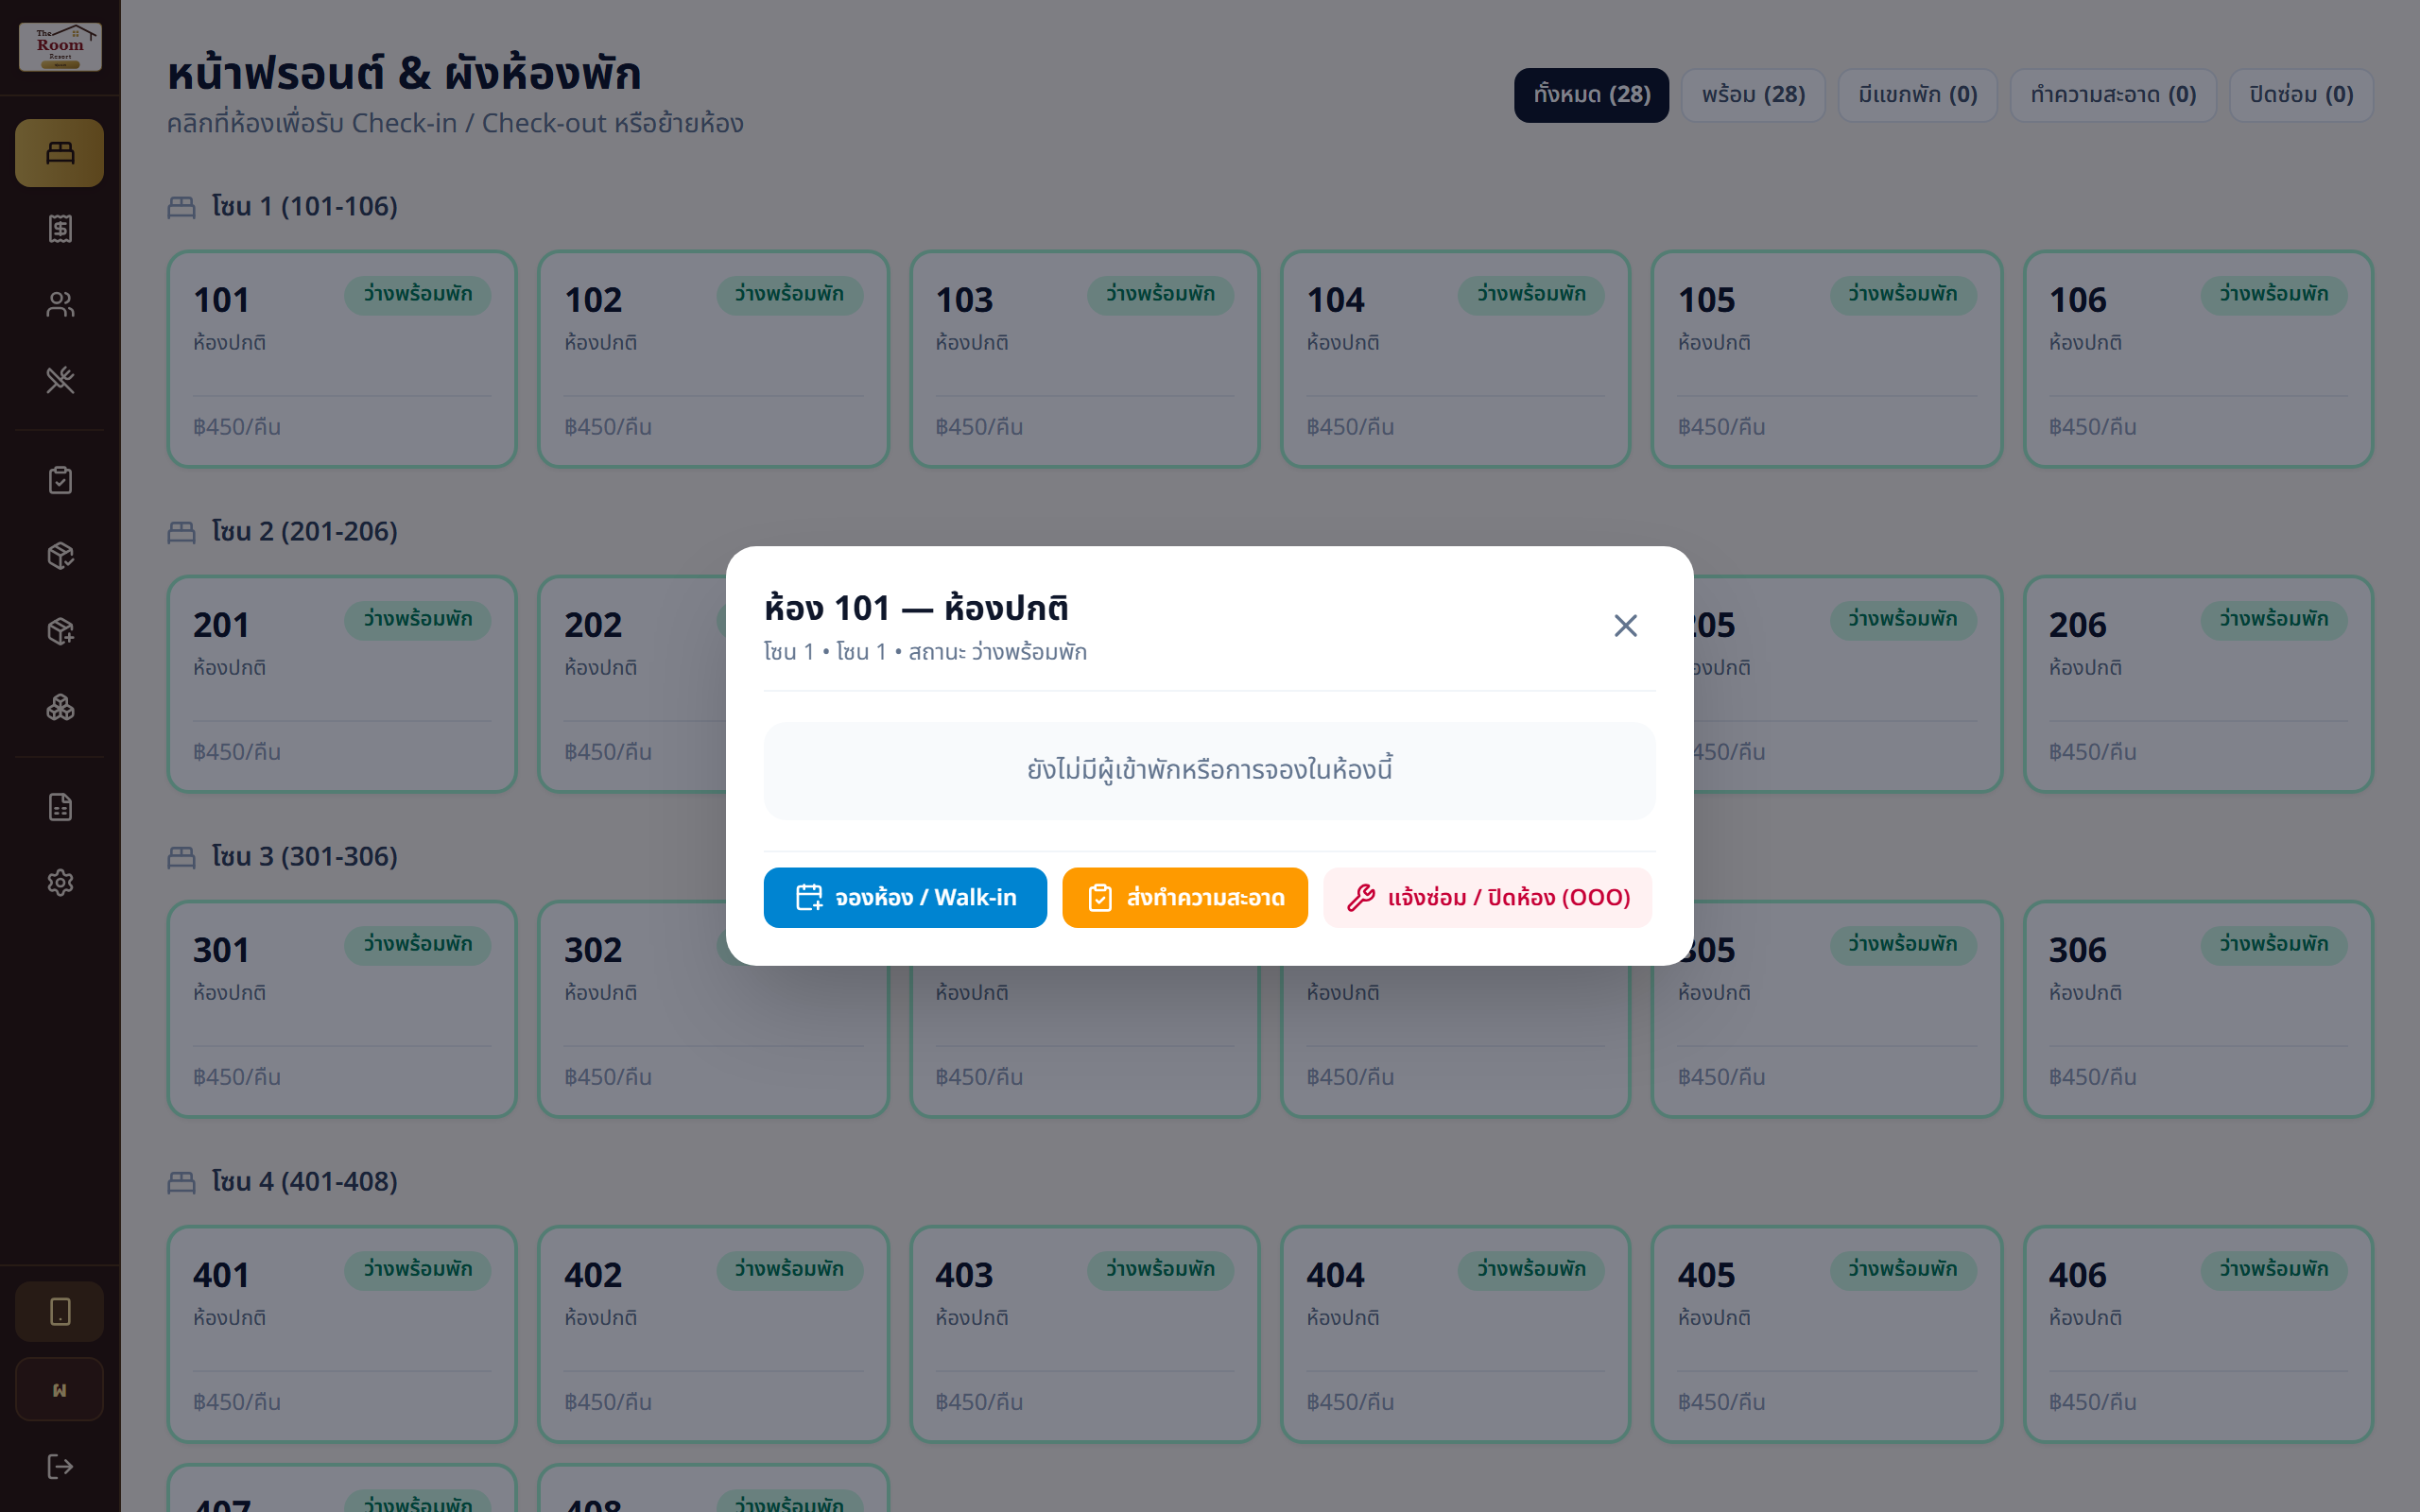 The
Room
Resort
หน้าฟรอนต์ & ผังห้องพัก
คลิกที่ห้องเพื่อรับ Check-in / Check-out หรือย้ายห้อง
ทั้งหมด (28) พร้อม (28) มีแขกพัก (0) ทำความสะอาด (0) ปิดซ่อม (0)
โซน 1 (101-106)
101 ว่างพร้อมพัก 102 ว่างพร้อมพัก 103 ว่างพร้อมพัก 104 ว่างพร้อมพัก 105 ว่างพร้อมพัก 106 ว่างพร้อมพัก
ห้องปกติ ห้องปกติ ห้องปกติ ห้องปกติ ห้องปกติ ห้องปกติ
฿450/คืน ฿450/คืน ฿450/คืน ฿450/คืน ฿450/คืน ฿450/คืน
โซน 2 (201-206)
201 ว่างพร้อมพัก 202 05 ว่างพร้อมพัก 206 ว่างพร้อมพัก
ห้องปกติ ห้องปกติ ห้องปกติ
฿450/คืน ฿450/คืน 450/คืน ฿450/คืน
ห้อง 101 — ห้องปกติ
โซน 1 • โซน 1 • สถานะ ว่างพร้อมพัก
ยังไม่มีผู้เข้าพักหรือการจองในห้องนี้
จองห้อง / Walk-in ส่งทำความสะอาด แจ้งซ่อม / ปิดห้อง (OOO)
โซน 3 (301-306)
301 ว่างพร้อมพัก 302 305 ว่างพร้อมพัก 306 ว่างพร้อมพัก
ห้องปกติ ห้องปกติ ห้องปกติ ห้องปกติ ห้องปกติ ห้องปกติ
฿450/คืน ฿450/คืน ฿450/คืน ฿450/คืน ฿450/คืน ฿450/คืน
โซน 4 (401-408)
401 ว่างพร้อมพัก 402 ว่างพร้อมพัก 403 ว่างพร้อมพัก 404 ว่างพร้อมพัก 405 ว่างพร้อมพัก 406 ว่างพร้อมพัก
ห้องปกติ ห้องปกติ ห้องปกติ ห้องปกติ ห้องปกติ ห้องปกติ
฿450/คืน ฿450/คืน ฿450/คืน ฿450/คืน ฿450/คืน ฿450/คืน
407 ว่างพร้อมพัก 408 ว่างพร้อมพัก
ผ